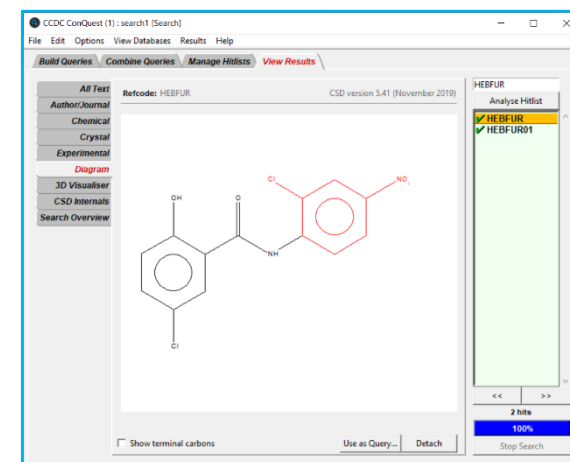 CCDC ConQuest (1) : search1 [Search]
File Edit Options View Databases Results Help
Build Queries Combine Queries Manage Hitlists View Results
All Text
Author/Journal
Chemical
Crystal
Experimental
Diagram
3D Visualiser
CSD Internals
Search Overview
Refcode: HEBFUR CSD version 5.41 (November 2019)
Cl NO2
OH O
NH
Cl
Show terminal carbons Use as Query... Detach
HEBFUR
Analyse Hitlist
HEBFUR
HEBFUR01
<< >>
2 hits
100%
Stop Search